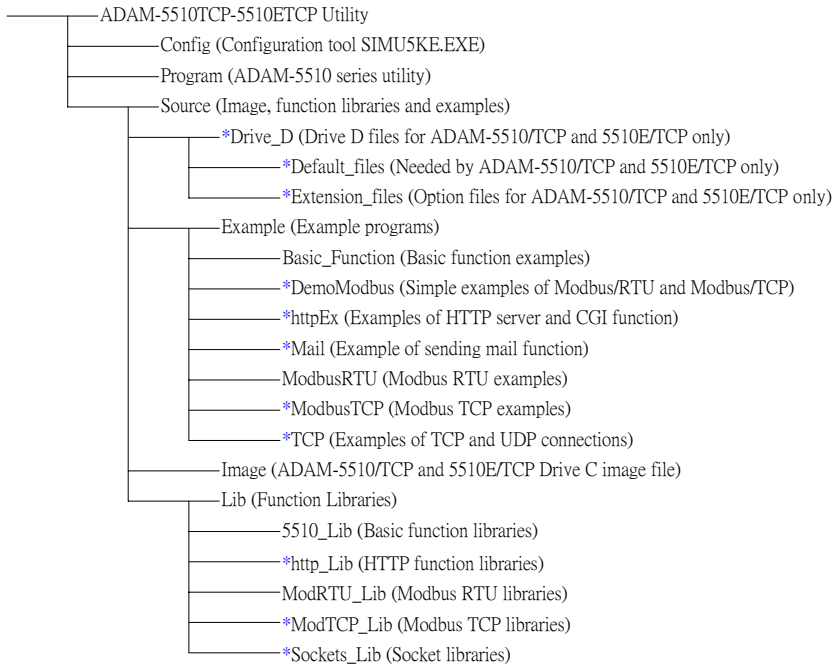 ADAM-5510TCP-5510ETCP Utility
Config (Configuration tool SIMU5KE.EXE)
Program (ADAM-5510 series utility)
Source (Image, function libraries and examples)
*Drive_D (Drive D files for ADAM-5510/TCP and 5510E/TCP only)
*Default_files (Needed by ADAM-5510/TCP and 5510E/TCP only)
*Extension_files (Option files for ADAM-5510/TCP and 5510E/TCP only)
Example (Example programs)
Basic_Function (Basic function examples)
*DemoModbus (Simple examples of Modbus/RTU and Modbus/TCP)
*httpEx (Examples of HTTP server and CGI function)
*Mail (Example of sending mail function)
ModbusRTU (Modbus RTU examples)
*ModbusTCP (Modbus TCP examples)
*TCP (Examples of TCP and UDP connections)
Image (ADAM-5510/TCP and 5510E/TCP Drive C image file)
Lib (Function Libraries)
5510_Lib (Basic function libraries)
*http_Lib (HTTP function libraries)
ModRTU_Lib (Modbus RTU libraries)
*ModTCP_Lib (Modbus TCP libraries)
*Sockets_Lib (Socket libraries)